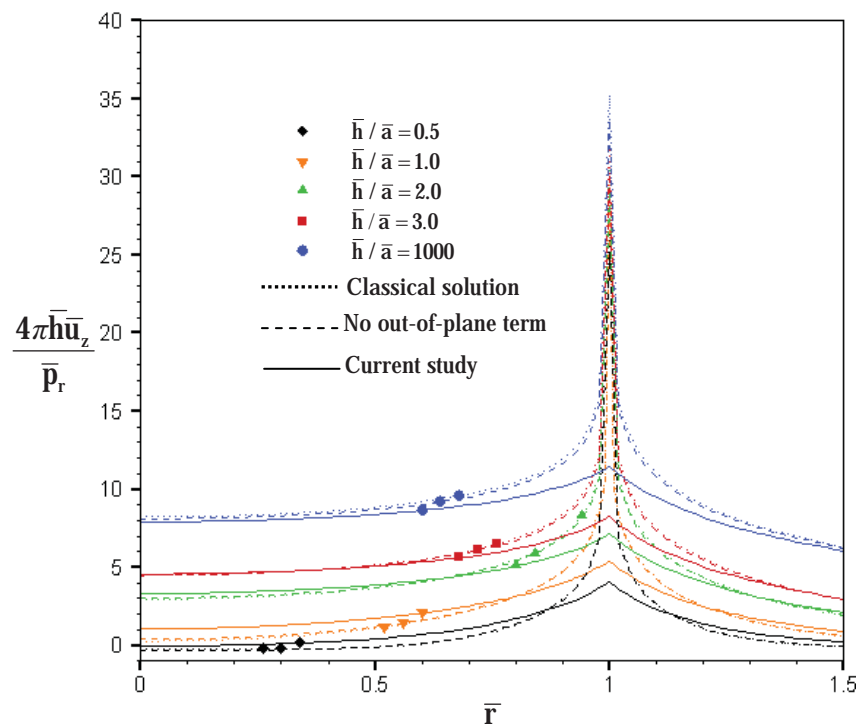 40
35
30
25
20
15
10
5
0
4πh̅u̅_z
p̅_r
h̅ / a̅ = 0.5
h̅ / a̅ = 1.0
h̅ / a̅ = 2.0
h̅ / a̅ = 3.0
h̅ / a̅ = 1000
Classical solution
No out-of-plane term
Current study
0 0.5 1 1.5
r̅